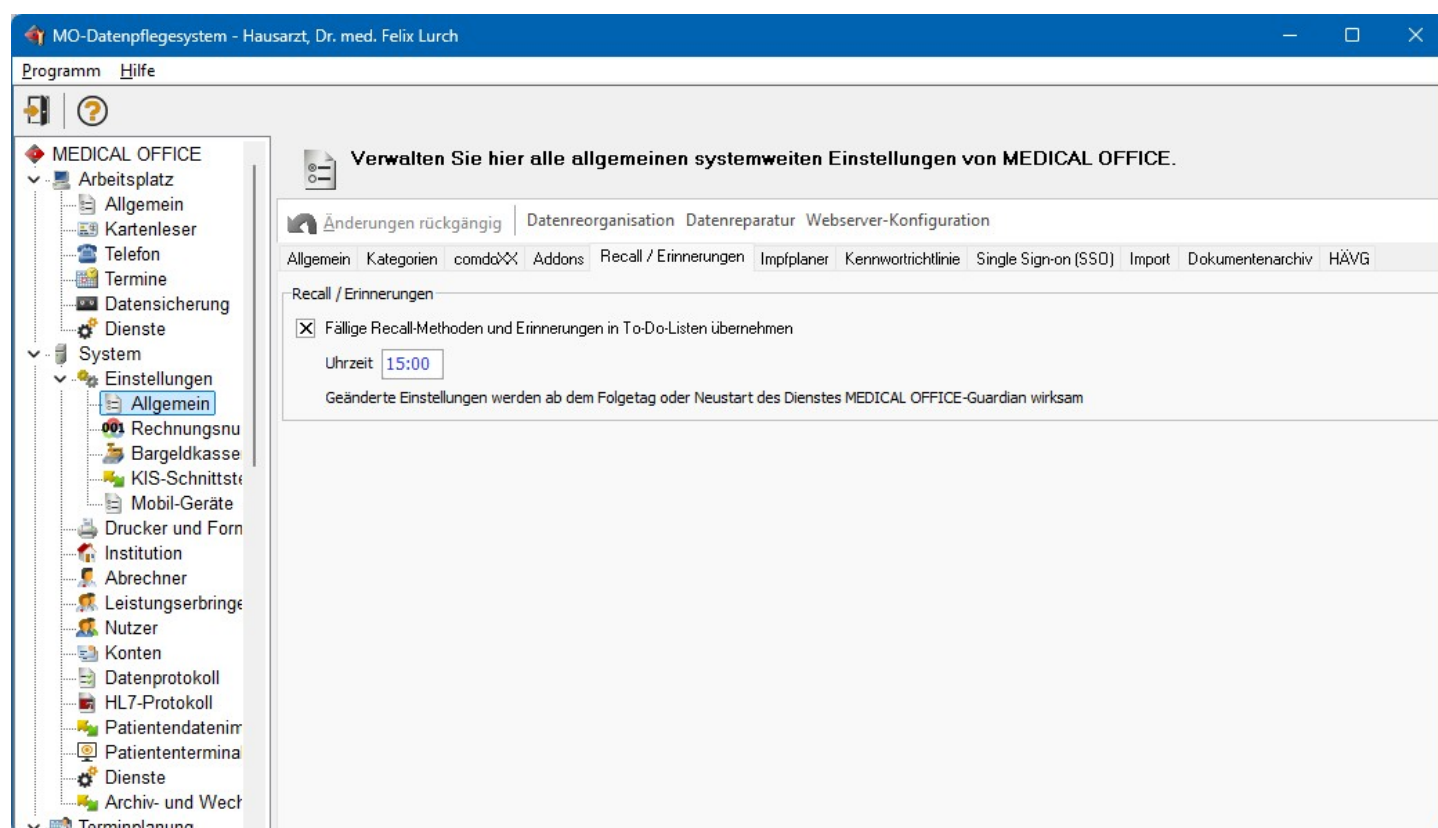 MO-Datenpflegesystem - Hausarzt, Dr. med. Felix Lurch
Programm Hilfe
MEDICAL OFFICE
Arbeitsplatz
Allgemein
Kartenleser
Telefon
Termine
Datensicherung
Dienste
System
Einstellungen
Allgemein
001 Rechnungsnu
Bargeldkasse
KIS-Schnittste
Mobil-Geräte
Drucker und Form
Institution
Abrechner
Leistungserbringe
Nutzer
Konten
Datenprotokoll
HL7-Protokoll
Patientendatenim
Patiententermina
Dienste
Archiv- und Wech
Terminplanung
Verwalten Sie hier alle allgemeinen systemweiten Einstellungen von MEDICAL OFFICE.
Änderungen rückgängig Datenreorganisation Datenreparatur Webserver-Konfiguration
Allgemein Kategorien comdoXX Addons Recall / Erinnerungen Impfplaner Kennwortrichtlinie Single Sign-on (SSO) Import Dokumentenarchiv HÄVG
Recall / Erinnerungen
Fällige Recall-Methoden und Erinnerungen in To-Do-Listen übernehmen
Uhrzeit 15:00
Geänderte Einstellungen werden ab dem Folgetag oder Neustart des Dienstes MEDICAL OFFICE-Guardian wirksam